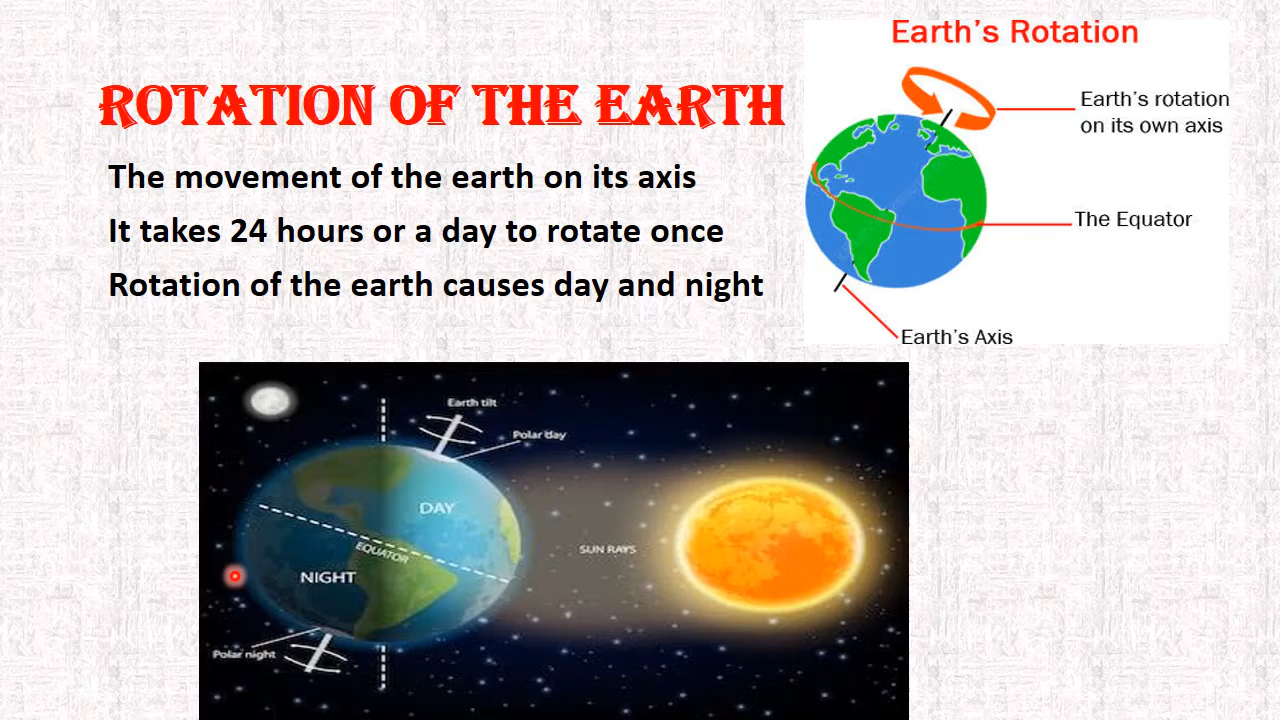 ROTATION OF THE EARTH
The movement of the earth on its axis
It takes 24 hours or a day to rotate once
Rotation of the earth causes day and night
Earth's Rotation
Earth's rotation
on its own axis
The Equator
Earth's Axis
Earth tilt
Polar day
DAY
EQUATOR
SUN RAYS
NIGHT
Polar night